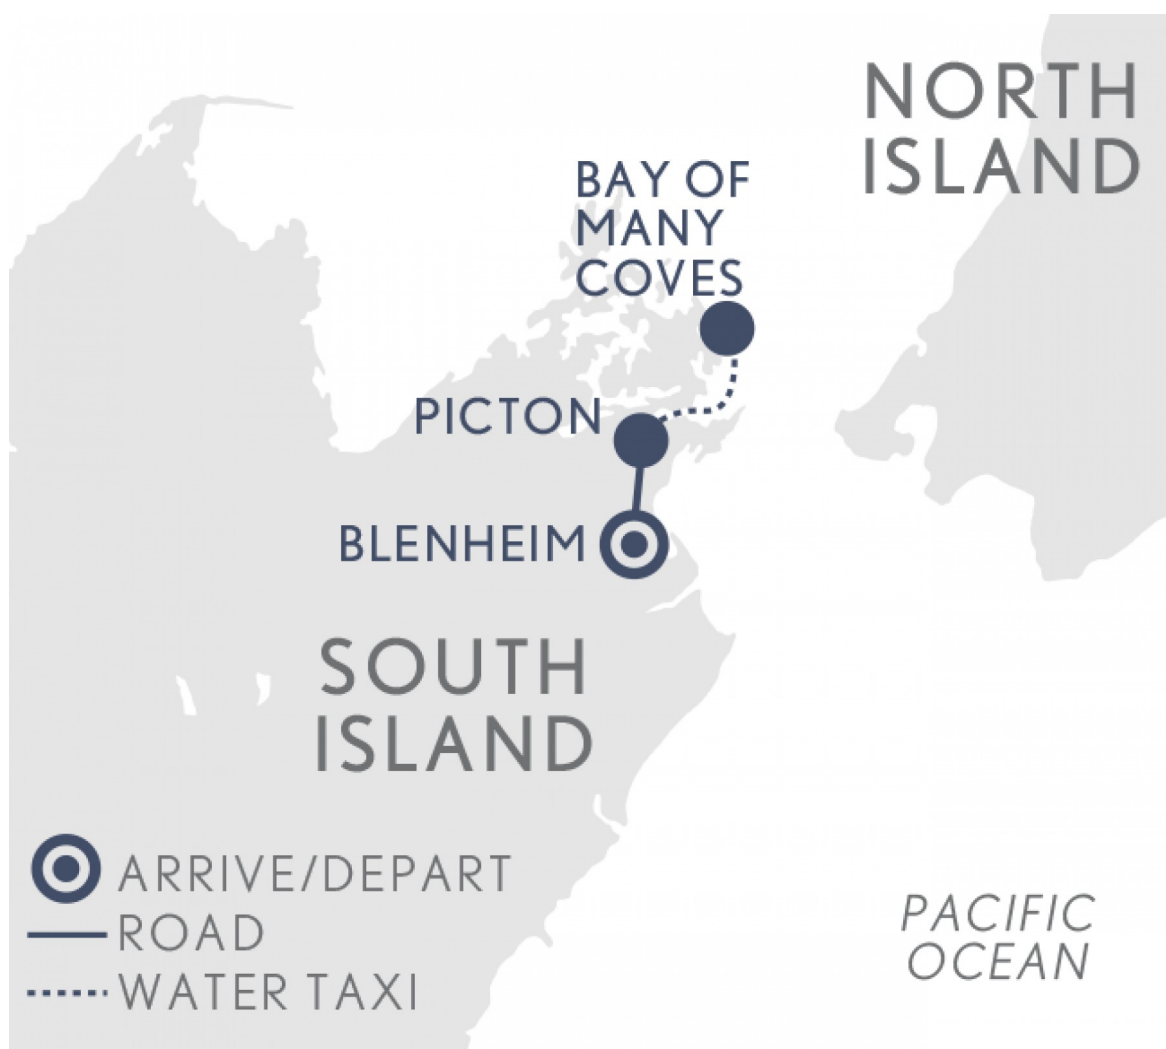 NORTH
ISLAND
BAY OF
MANY
COVES
PICTON
BLENHEIM
SOUTH
ISLAND
ARRIVE/DEPART
ROAD
WATER TAXI
PACIFIC
OCEAN